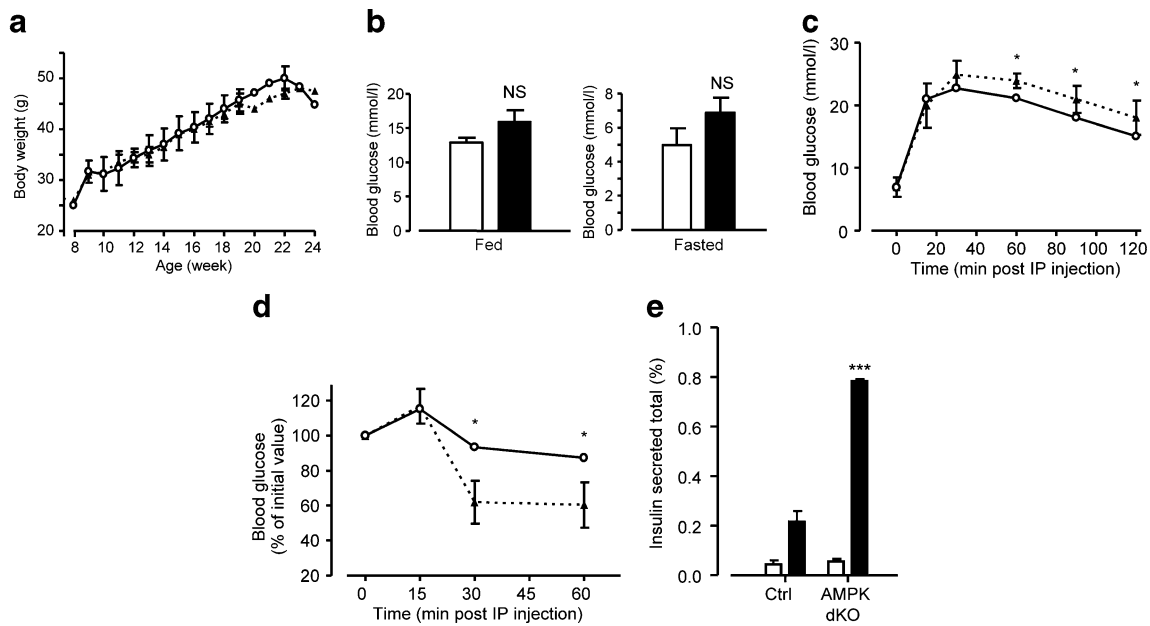 a
Body weight (g)
50
40
30
20
8 10 12 14 16 18 20 22 24
Age (week)
b
Blood glucose (mmol/l)
20
15
10
5
0
NS
Fed
Blood glucose (mmol/l)
8
6
4
2
0
NS
Fasted
c
Blood glucose (mmol/l)
30
20
10
0
* * *
0 20 40 60 80 100 120
Time (min post IP injection)
d
Blood glucose
(% of initial value)
120
100
80
60
40
20
* *
0 15 30 45 60
Time (min post IP injection)
e
Insulin secreted total (%)
1.0
0.8
0.6
0.4
0.2
0.0
***
Ctrl AMPK
dKO